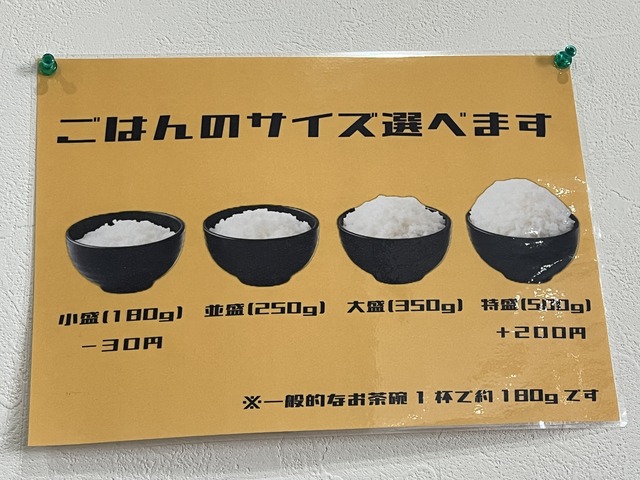 ごはんのサイズ選べます
小盛(180g) 並盛(250g) 大盛(350g) 特盛(500g)
-30円 +200円
※一般的なお茶碗1杯で約180gです